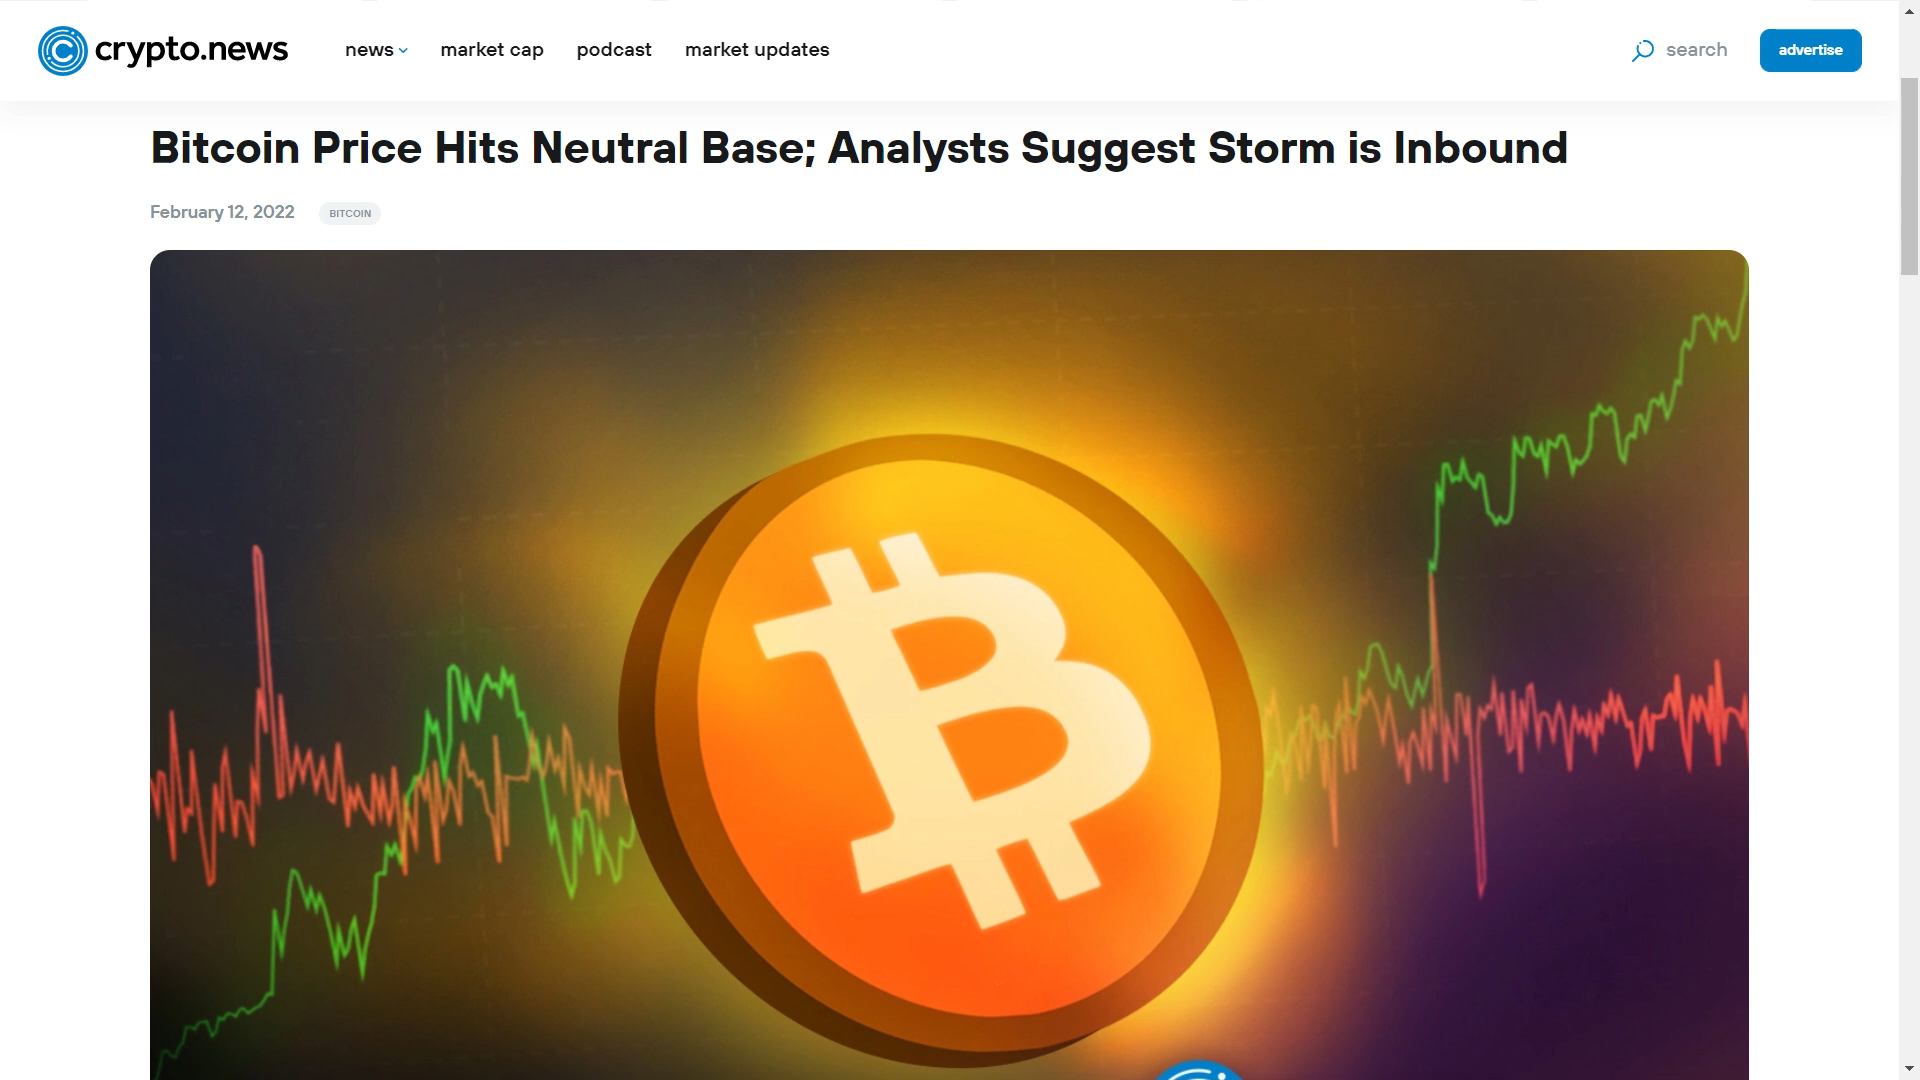 crypto.news
news
market cap
podcast
market updates
search
advertise
Bitcoin Price Hits Neutral Base; Analysts Suggest Storm is Inbound
February 12, 2022
BITCOIN